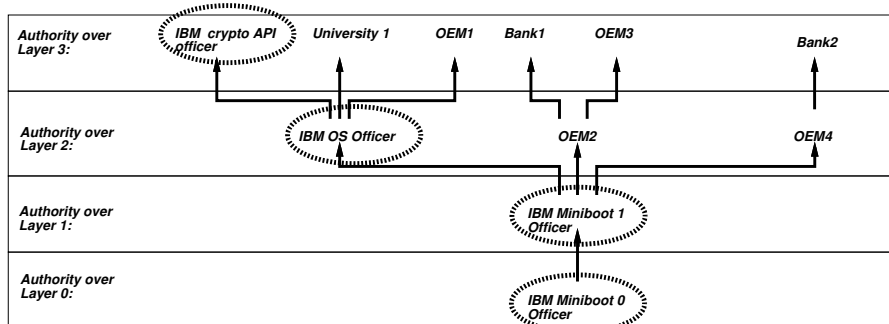 Authority over
Layer 3:
IBM crypto API
officer
University 1
OEM1
Bank1
OEM3
Bank2
Authority over
Layer 2:
IBM OS Officer
OEM2
OEM4
Authority over
Layer 1:
IBM Miniboot 1
Officer
Authority over
Layer 0:
IBM Miniboot 0
Officer